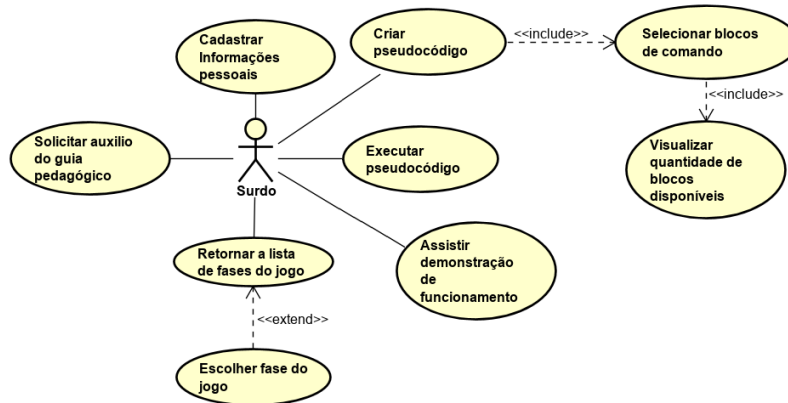 Cadastrar
Informações
pessoais
Criar
pseudocódigo
<<include>>
Selecionar blocos
de comando
<<include>>
Solicitar auxilio
do guia
pedagógico
Surdo
Executar
pseudocódigo
Visualizar
quantidade de
blocos
disponíveis
Retornar a lista
de fases do jogo
Assistir
demonstração
de
funcionamento
<<extend>>
Escolher fase do
jogo